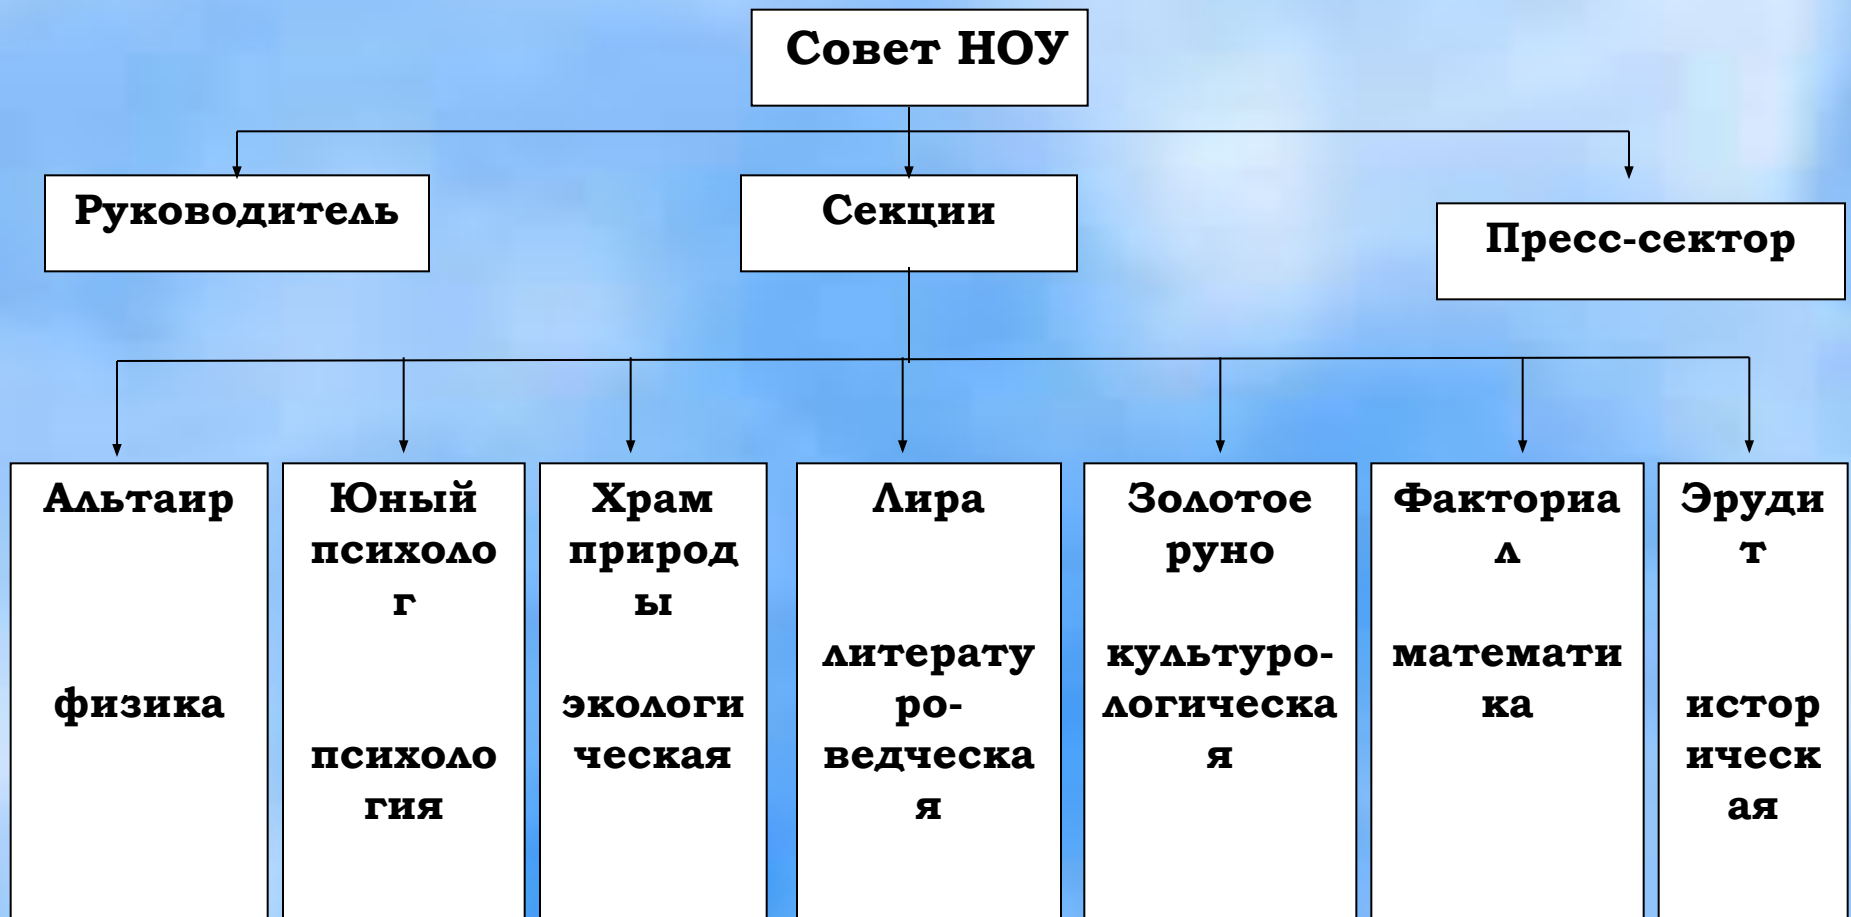 Совет НОУ
Руководитель
Секции
Пресс-сектор
Альтаир
физика
Юный
психоло
г
психоло
гия
Храм
природ
ы
экологи
ческая
Лира
литерату
ро-
ведческа
я
Золотое
руно
культуро-
логическа
я
Факториа
л
математи
ка
Эруди
т
истор
ическ
ая